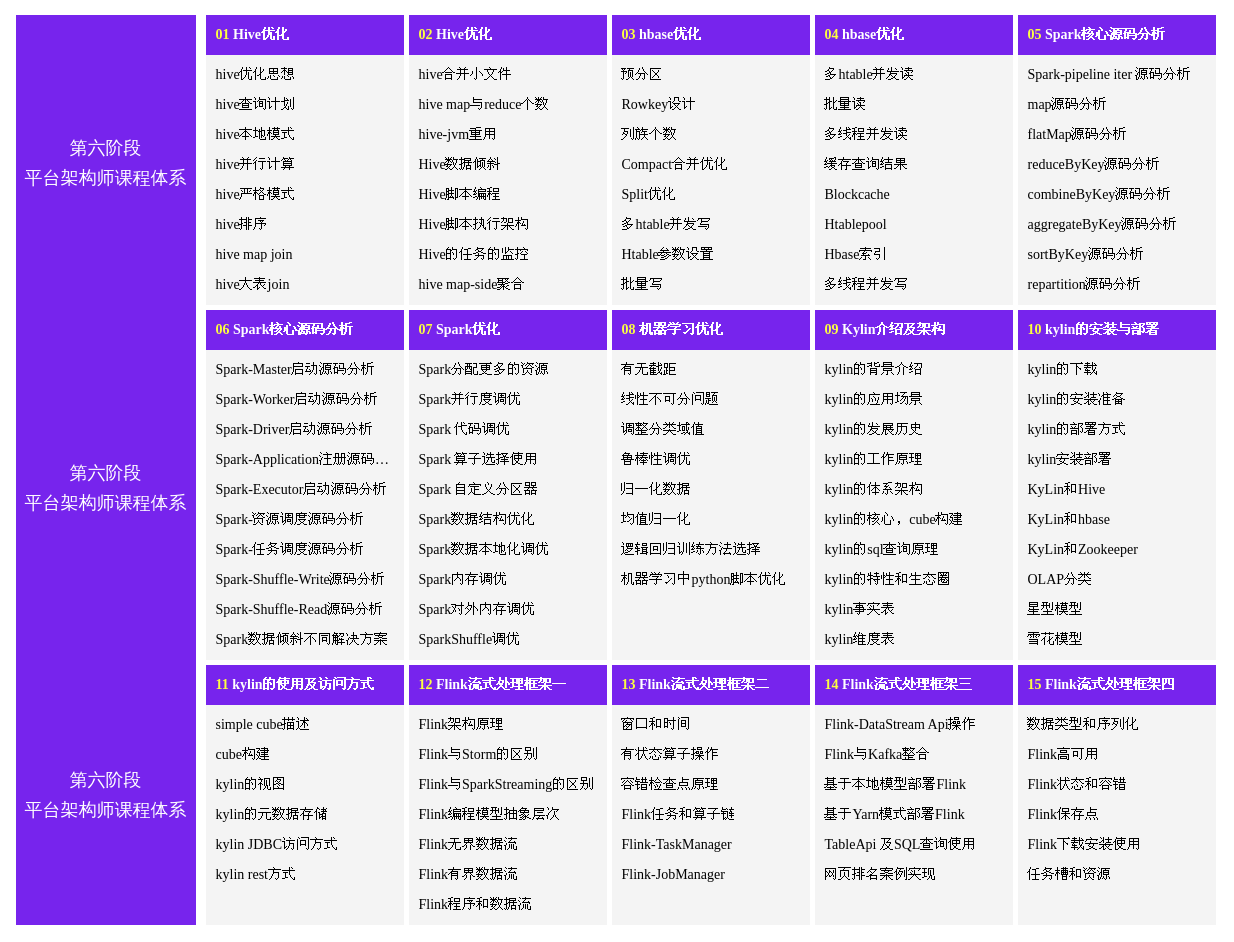 第六阶段
平台架构师课程体系
01 Hive优化
hive优化思想
hive查询计划
hive本地模式
hive并行计算
hive严格模式
hive排序
hive map join
hive大表join
02 Hive优化
hive合并小文件
hive map与reduce个数
hive-jvm重用
Hive数据倾斜
Hive脚本编程
Hive脚本执行架构
Hive的任务的监控
hive map-side聚合
03 hbase优化
预分区
Rowkey设计
列族个数
Compact合并优化
Split优化
多htable并发写
Htable参数设置
批量写
04 hbase优化
多htable并发读
批量读
多线程并发读
缓存查询结果
Blockcache
Htablepool
Hbase索引
多线程并发写
05 Spark核心源码分析
Spark-pipeline iter 源码分析
map源码分析
flatMap源码分析
reduceByKey源码分析
combineByKey源码分析
aggregateByKey源码分析
sortByKey源码分析
repartition源码分析
第六阶段
平台架构师课程体系
06 Spark核心源码分析
Spark-Master启动源码分析
Spark-Worker启动源码分析
Spark-Driver启动源码分析
Spark-Application注册源码…
Spark-Executor启动源码分析
Spark-资源调度源码分析
Spark-任务调度源码分析
Spark-Shuffle-Write源码分析
Spark-Shuffle-Read源码分析
Spark数据倾斜不同解决方案
07 Spark优化
Spark分配更多的资源
Spark并行度调优
Spark 代码调优
Spark 算子选择使用
Spark 自定义分区器
Spark数据结构优化
Spark数据本地化调优
Spark内存调优
Spark对外内存调优
SparkShuffle调优
08 机器学习优化
有无截距
线性不可分问题
调整分类域值
鲁棒性调优
归一化数据
均值归一化
逻辑回归训练方法选择
机器学习中python脚本优化
09 Kylin介绍及架构
kylin的背景介绍
kylin的应用场景
kylin的发展历史
kylin的工作原理
kylin的体系架构
kylin的核心，cube构建
kylin的sql查询原理
kylin的特性和生态圈
kylin事实表
kylin维度表
10 kylin的安装与部署
kylin的下载
kylin的安装准备
kylin的部署方式
kylin安装部署
KyLin和Hive
KyLin和hbase
KyLin和Zookeeper
OLAP分类
星型模型
雪花模型
第六阶段
平台架构师课程体系
11 kylin的使用及访问方式
simple cube描述
cube构建
kylin的视图
kylin的元数据存储
kylin JDBC访问方式
kylin rest方式
12 Flink流式处理框架一
Flink架构原理
Flink与Storm的区别
Flink与SparkStreaming的区别
Flink编程模型抽象层次
Flink无界数据流
Flink有界数据流
Flink程序和数据流
13 Flink流式处理框架二
窗口和时间
有状态算子操作
容错检查点原理
Flink任务和算子链
Flink-TaskManager
Flink-JobManager
14 Flink流式处理框架三
Flink-DataStream Api操作
Flink与Kafka整合
基于本地模型部署Flink
基于Yarn模式部署Flink
TableApi 及SQL查询使用
网页排名案例实现
15 Flink流式处理框架四
数据类型和序列化
Flink高可用
Flink状态和容错
Flink保存点
Flink下载安装使用
任务槽和资源